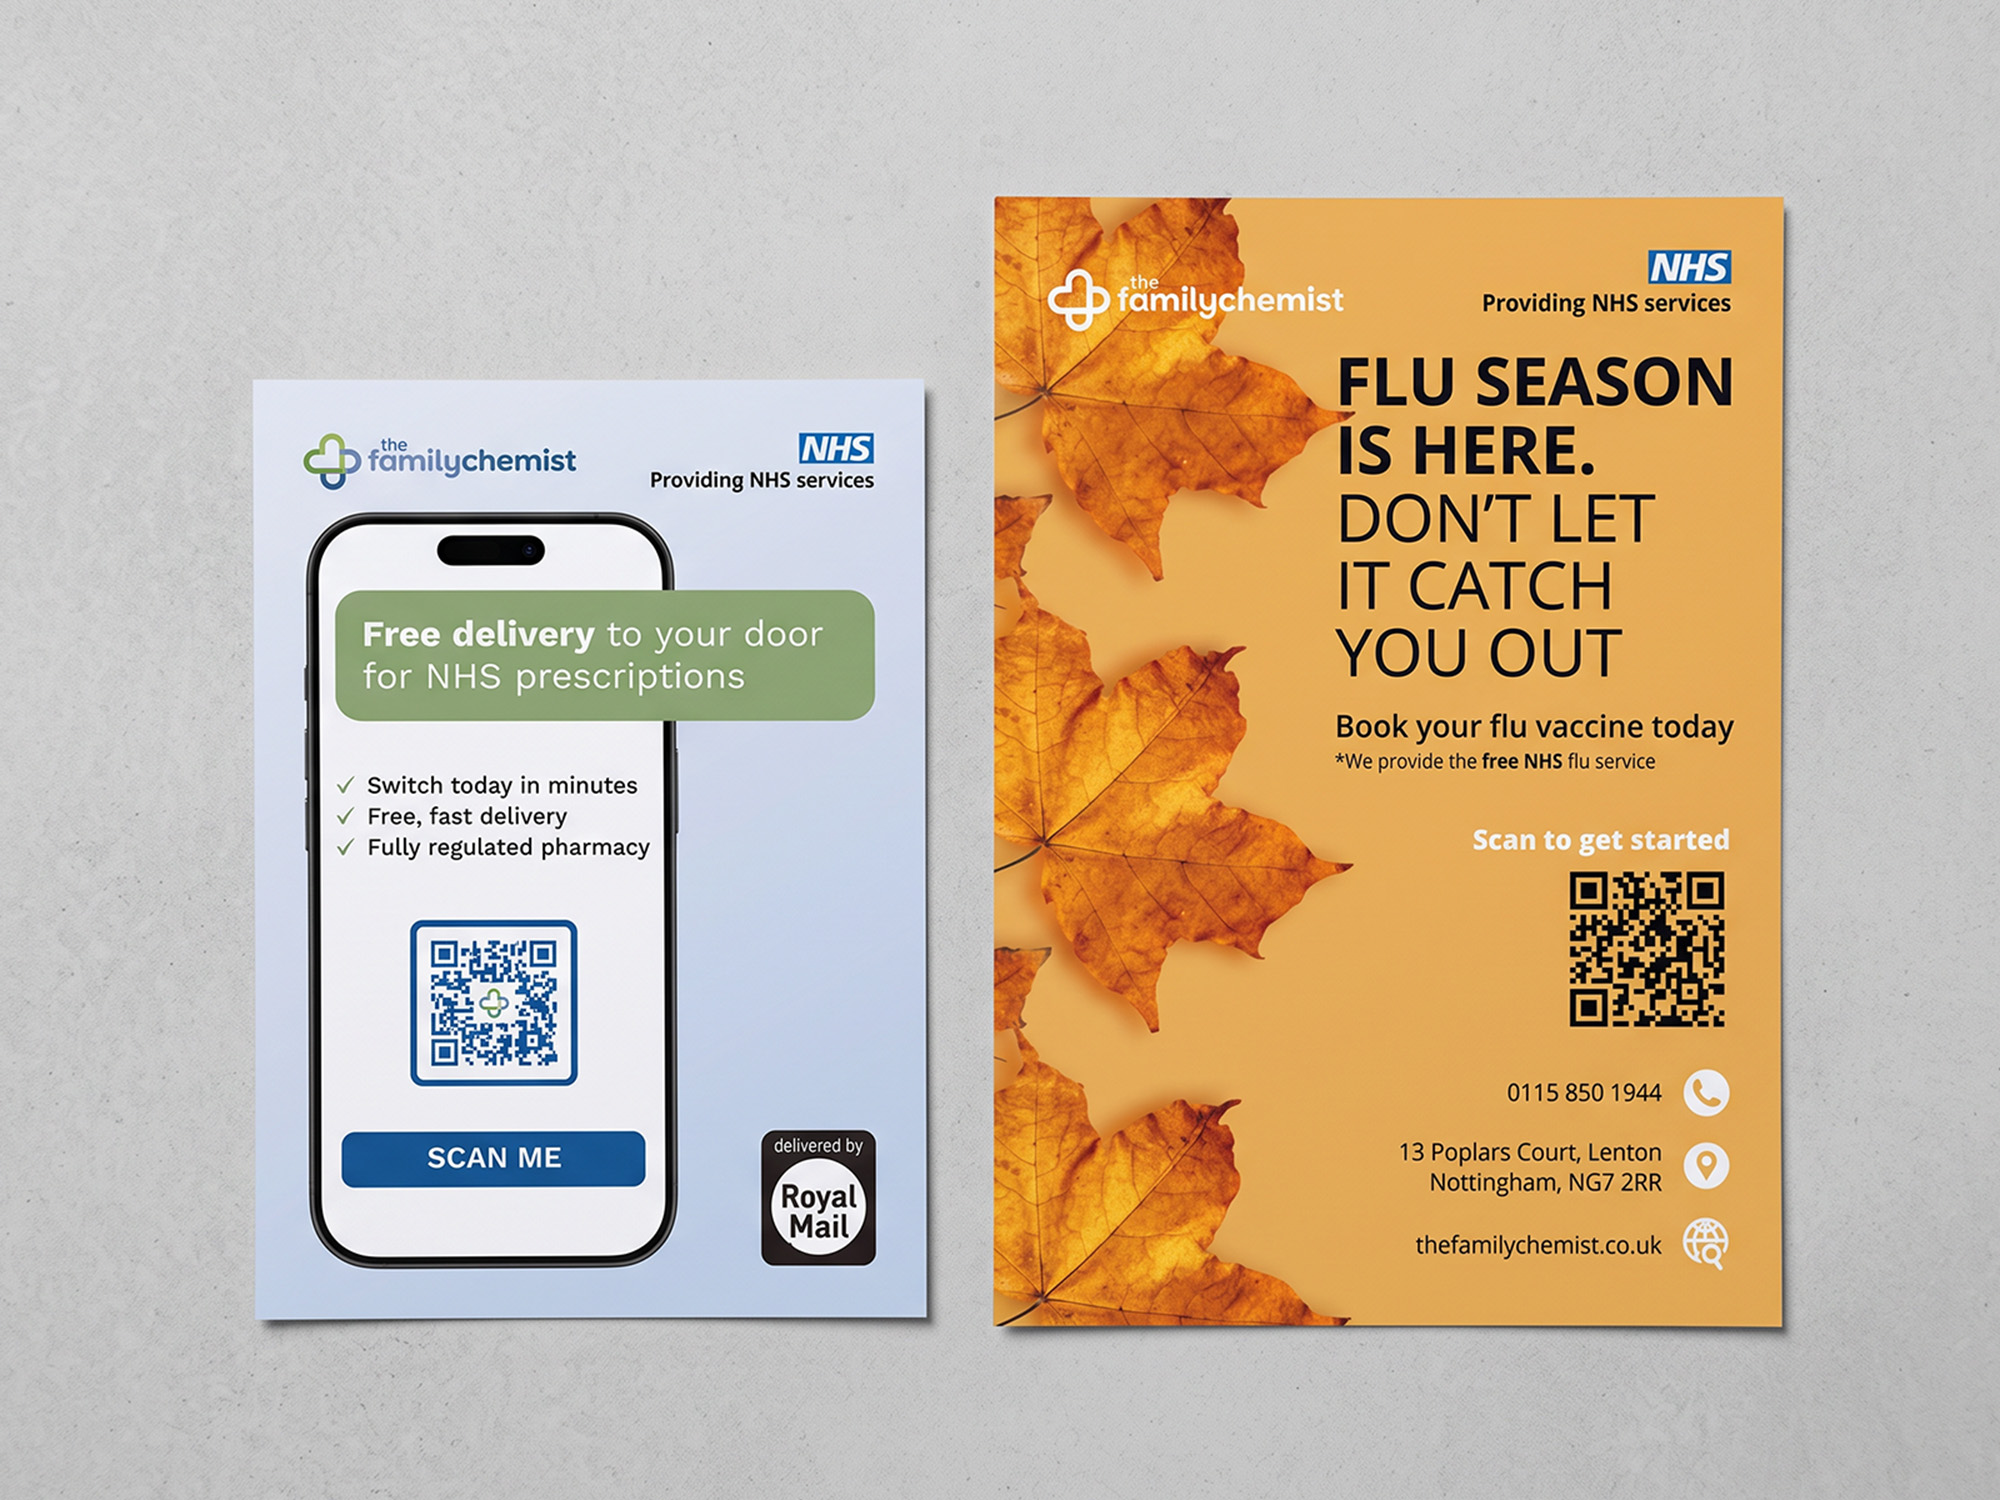 the
familychemist
NHS
Providing NHS services
Free delivery to your door
for NHS prescriptions
Switch today in minutes
Free, fast delivery
Fully regulated pharmacy
SCAN ME
delivered by
Royal
Mail
the
familychemist
NHS
Providing NHS services
FLU SEASON
IS HERE.
DON'T LET
IT CATCH
YOU OUT
Book your flu vaccine today
*We provide the free NHS flu service
Scan to get started
0115 850 1944
13 Poplars Court, Lenton
Nottingham, NG7 2RR
thefamilychemist.co.uk